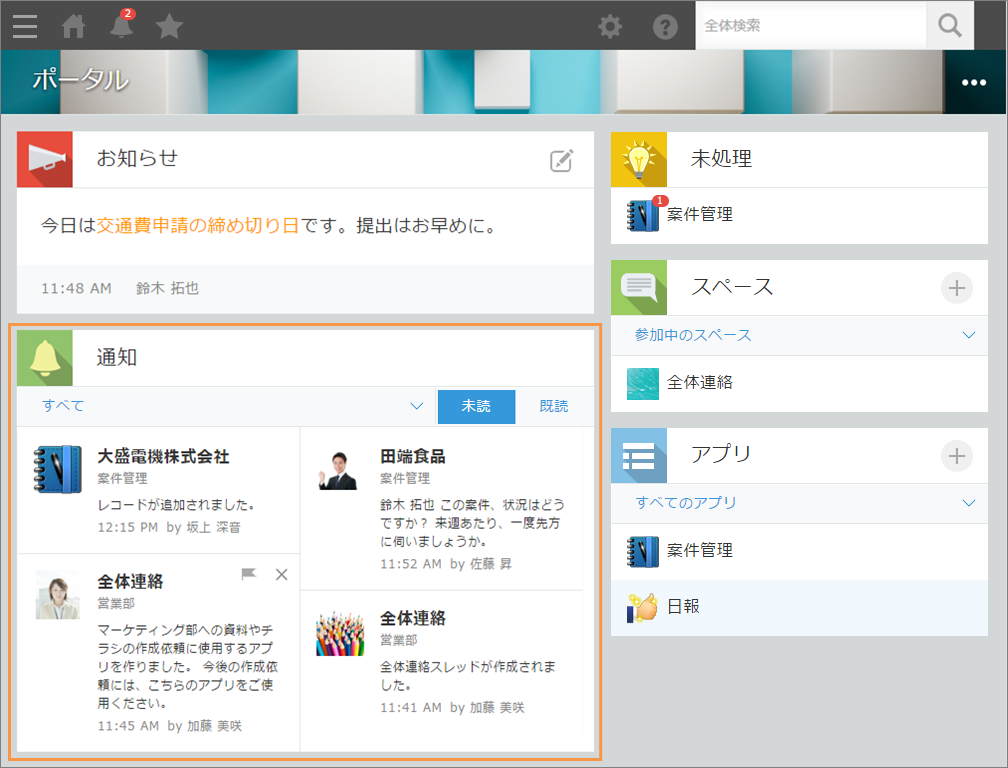 2
全体検索
ポータル
お知らせ
今日は交通費申請の締め切り日です。提出はお早めに。
11:48 AM 鈴木 拓也
通知
すべて
未読
既読
大盛電機株式会社
案件管理
レコードが追加されました。
12:15 PM by 坂上 深音
全体連絡
営業部
マーケティング部への資料やチ
ラシの作成依頼に使用するアプ
リを作りました。 今後の作成依
頼には、こちらのアプリをご使
用ください。
11:45 AM by 加藤 美咲
田端食品
案件管理
鈴木 拓也 この案件、状況はどう
ですか？ 来週あたり、一度先方
に伺いましょうか。
11:52 AM by 佐藤 昇
全体連絡
営業部
全体連絡スレッドが作成されま
した。
11:41 AM by 加藤 美咲
未処理
1
案件管理
スペース
参加中のスペース
全体連絡
アプリ
すべてのアプリ
案件管理
日報